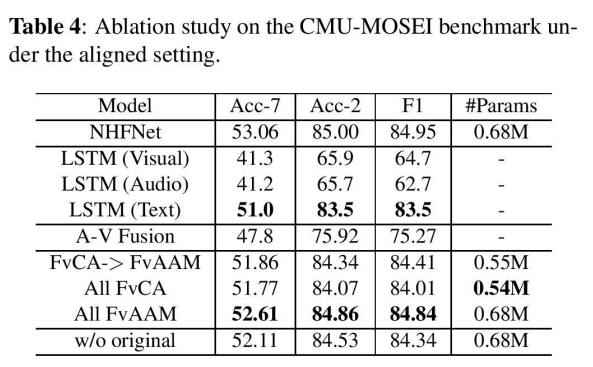 Table 4: Ablation study on the CMU-MOSEI benchmark un-
der the aligned setting.
Model Acc-7 Acc-2 F1 #Params
NHFNet 53.06 85.00 84.95 0.68M
LSTM (Visual) 41.3 65.9 64.7 -
LSTM (Audio) 41.2 65.7 62.7 -
LSTM (Text) 51.0 83.5 83.5 -
A-V Fusion 47.8 75.92 75.27 -
FvCA-> FvAAM 51.86 84.34 84.41 0.55M
All FvCA 51.77 84.07 84.01 0.54M
All FvAAM 52.61 84.86 84.84 0.68M
w/o original 52.11 84.53 84.34 0.68M